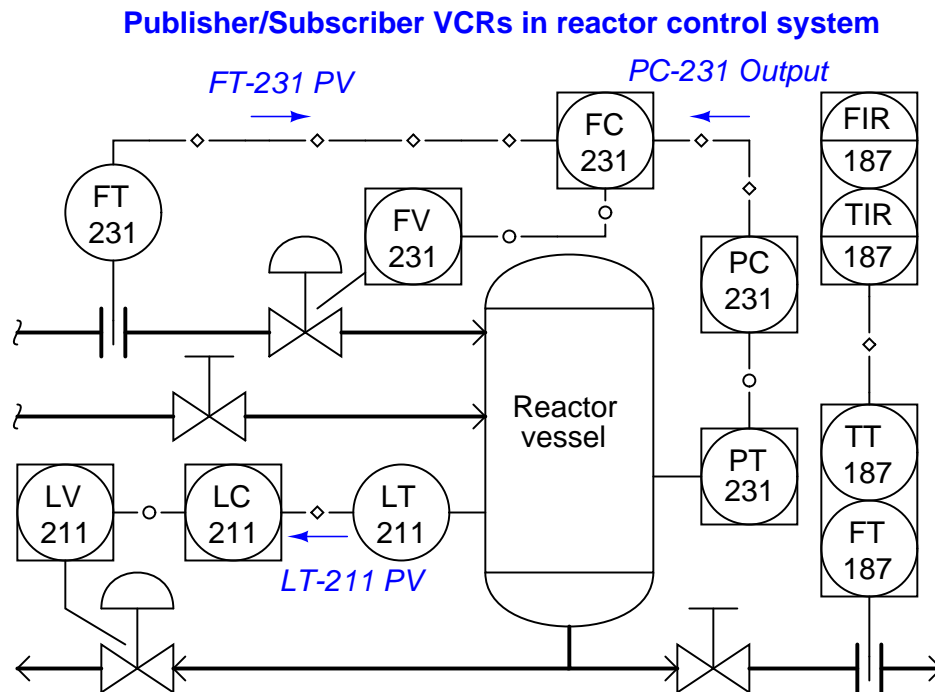 Publisher/Subscriber VCRs in reactor control system
FT-231 PV
PC-231 Output
FT
231
FV
231
FC
231
PC
231
FIR
187
TIR
187
Reactor
vessel
LV
211
LC
211
LT
211
PT
231
TT
187
FT
187
LT-211 PV